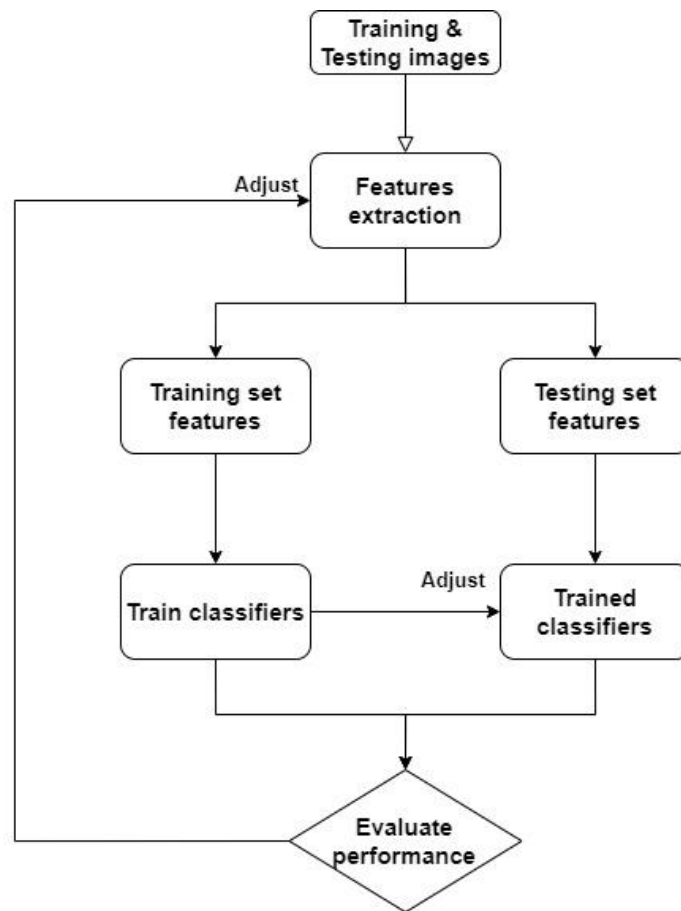 Training &
Testing images
Adjust
Features
extraction
Training set
features
Testing set
features
Train classifiers
Adjust
Trained
classifiers
Evaluate
performance